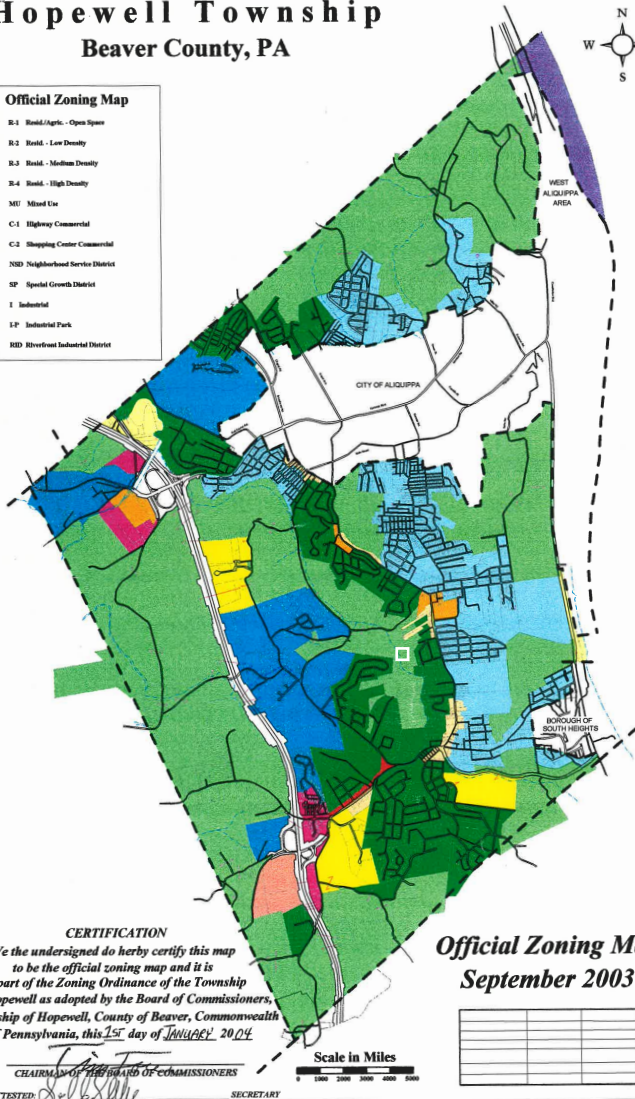 Hopewell Township
Beaver County, PA
N
W
S
Official Zoning Map
R-1 Resid./Agric. - Open Space
R-2 Resid. - Low Density
R-3 Resid. - Medium Density
R-4 Resid. - High Density
MU Mixed Use
C-1 Highway Commercial
C-2 Shopping Center Commercial
NSD Neighborhood Service District
SP Special Growth District
I Industrial
I-P Industrial Park
RID Riverfront Industrial District
WEST
ALIQUIPPA
AREA
CITY OF ALIQUIPPA
BOROUGH OF
SOUTH HEIGHTS
CERTIFICATION
e the undersigned do herby certify this map
to be the official zoning map and it is
part of the Zoning Ordinance of the Township
opewell as adopted by the Board of Commissioners,
ship of Hopewell, County of Beaver, Commonwealth
Pennsylvania, this 1ST day of JANUARY 2004
CHAIRMAN OF THE BOARD OF COMMISSIONERS
TESTED:
SECRETARY
Official Zoning M
September 2003
Scale in Miles
0 1000 2000 3000 4000 5000